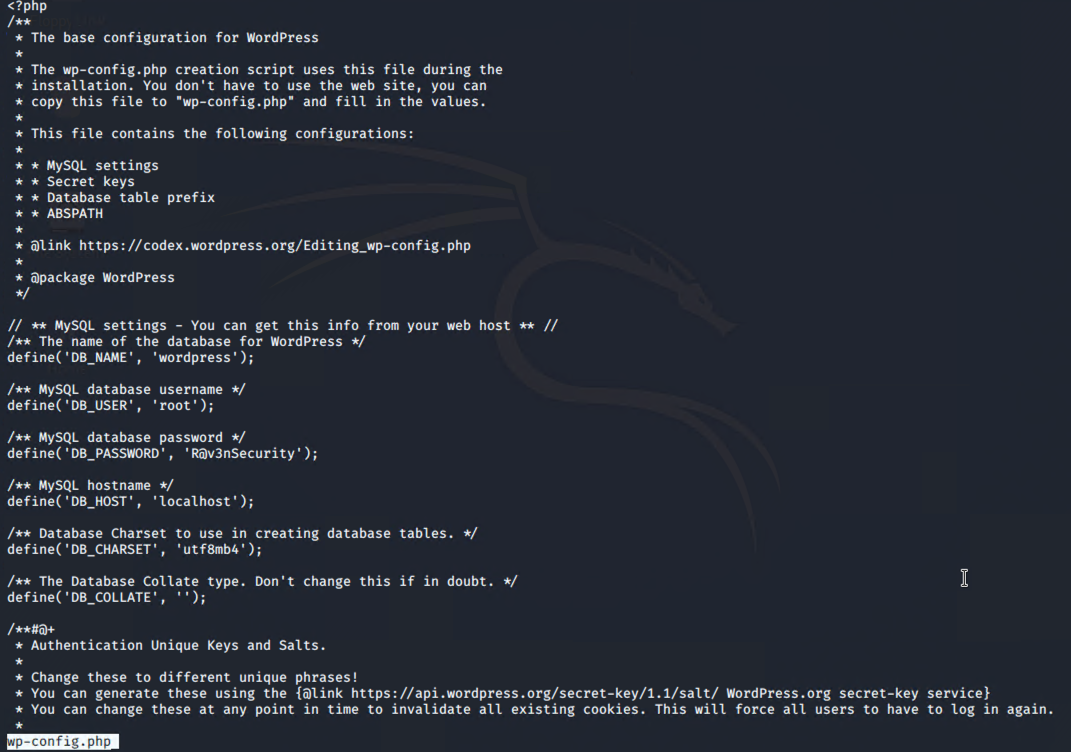 <?php
/**
 * The base configuration for WordPress
 *
 * The wp-config.php creation script uses this file during the
 * installation. You don't have to use the web site, you can
 * copy this file to "wp-config.php" and fill in the values.
 *
 * This file contains the following configurations:
 *
 * * MySQL settings
 * * Secret keys
 * * Database table prefix
 * * ABSPATH
 *
 * @link https://codex.wordpress.org/Editing_wp-config.php
 *
 * @package WordPress
 */

// ** MySQL settings - You can get this info from your web host ** //
/** The name of the database for WordPress */
define('DB_NAME', 'wordpress');

/** MySQL database username */
define('DB_USER', 'root');

/** MySQL database password */
define('DB_PASSWORD', 'R@v3nSecurity');

/** MySQL hostname */
define('DB_HOST', 'localhost');

/** Database Charset to use in creating database tables. */
define('DB_CHARSET', 'utf8mb4');

/** The Database Collate type. Don't change this if in doubt. */
define('DB_COLLATE', '');

/**#@+
 * Authentication Unique Keys and Salts.
 *
 * Change these to different unique phrases!
 * You can generate these using the {@link https://api.wordpress.org/secret-key/1.1/salt/ WordPress.org secret-key service}
 * You can change these at any point in time to invalidate all existing cookies. This will force all users to have to log in again.
 *
wp-config.php